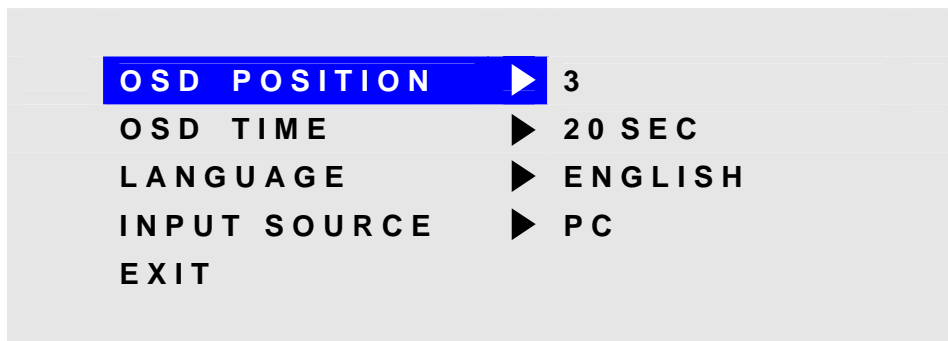 OSD POSITION ▶ 3
OSD TIME ▶ 20 SEC
LANGUAGE ▶ ENGLISH
INPUT SOURCE ▶ PC
EXIT